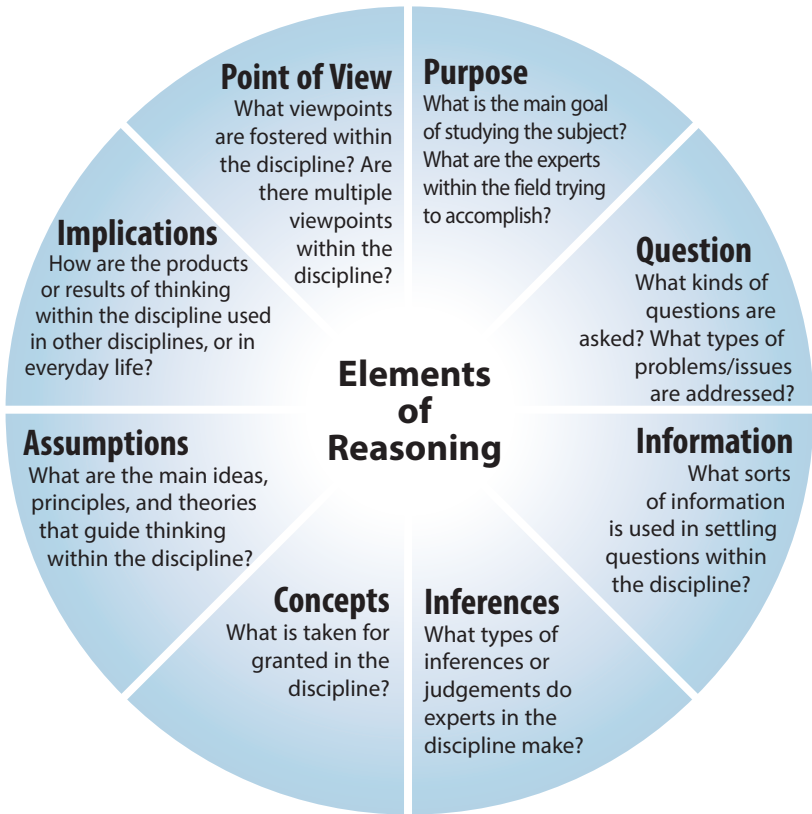 Elements
of
Reasoning
Purpose
What is the main goal
of studying the subject?
What are the experts
within the field trying
to accomplish?
Question
What kinds of
questions are
asked? What types of
problems/issues
are addressed?
Information
What sorts
of information
is used in settling
questions within
the discipline?
Inferences
What types of
inferences or
judgements do
experts in the
discipline make?
Concepts
What is taken for
granted in the
discipline?
Assumptions
What are the main ideas,
principles, and theories
that guide thinking
within the discipline?
Implications
How are the products
or results of thinking
within the discipline used
in other disciplines, or in
everyday life?
Point of View
What viewpoints
are fostered within
the discipline? Are
there multiple
viewpoints
within the
discipline?